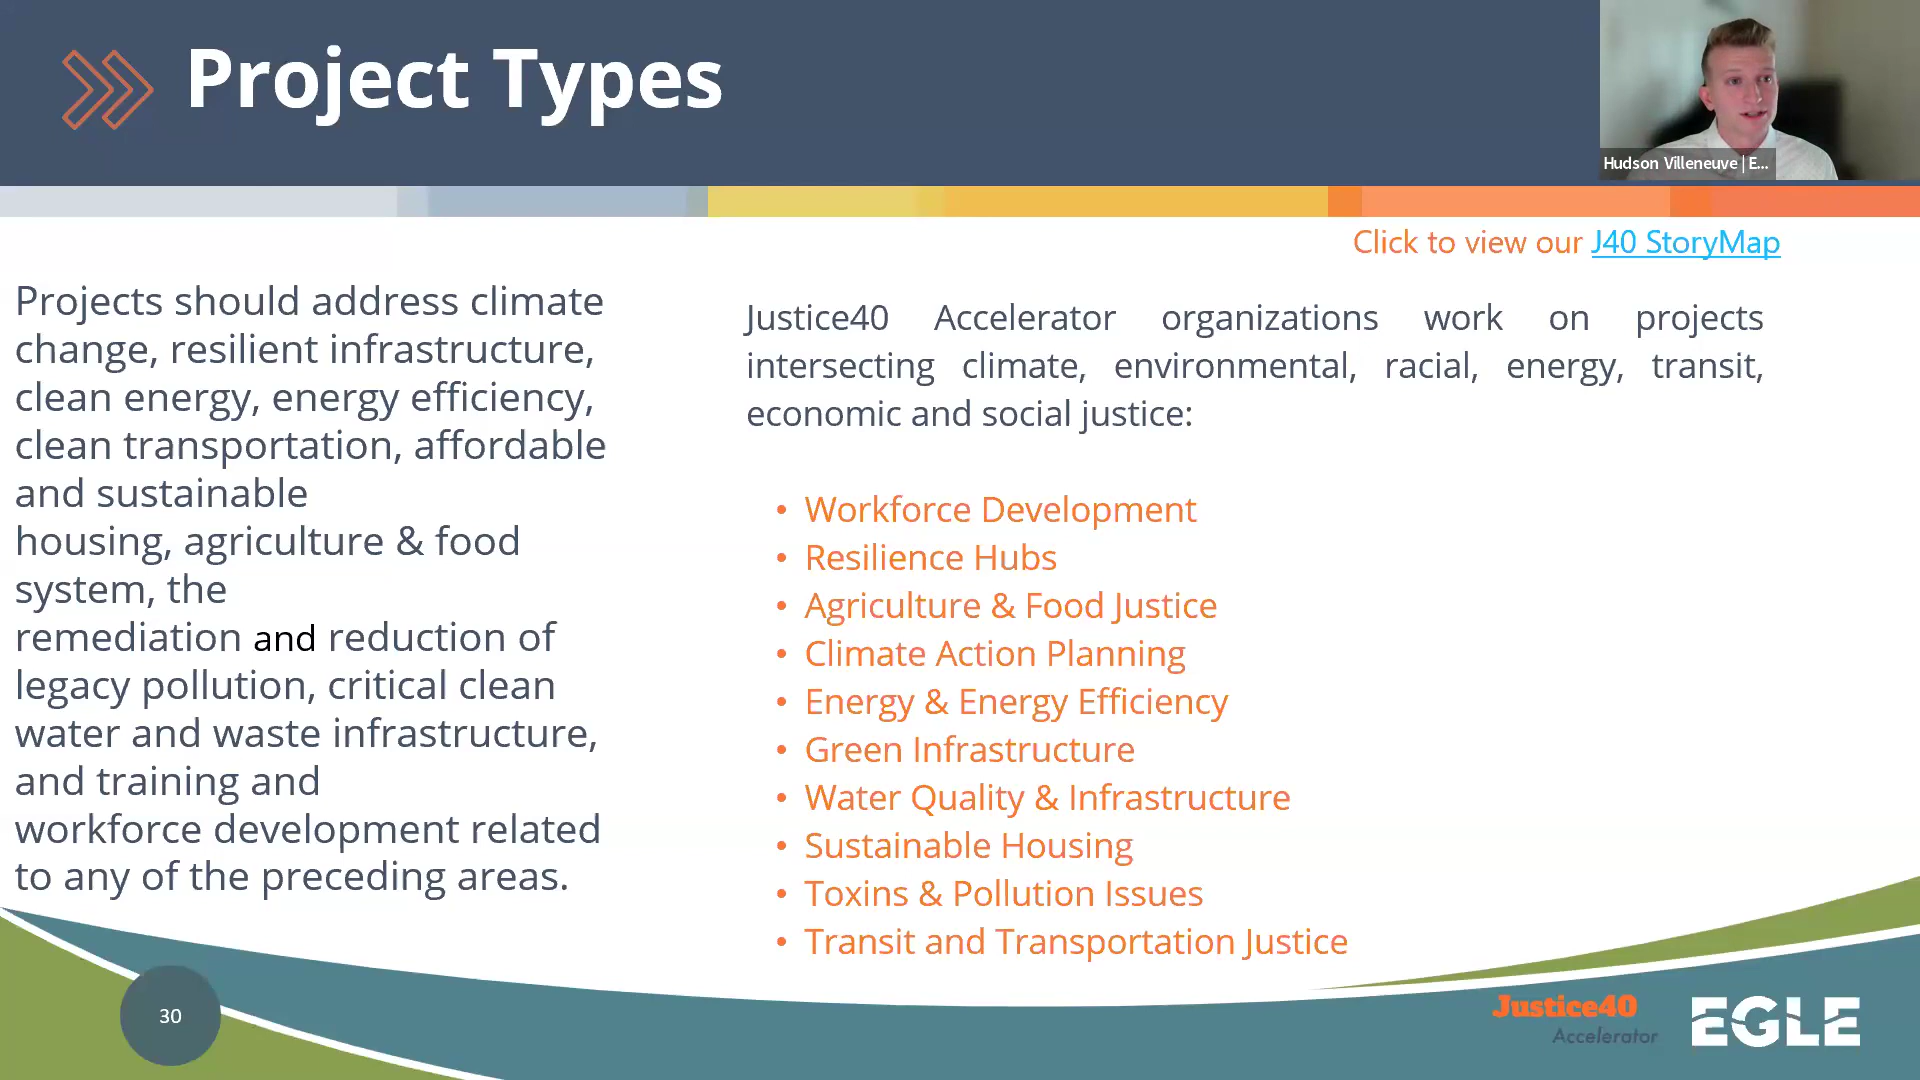 Project Types
Hudson Villeneuve | E...
Click to view our J40 StoryMap
Projects should address climate
change, resilient infrastructure,
clean energy, energy efficiency,
clean transportation, affordable
and sustainable
housing, agriculture & food
system, the
remediation and reduction of
legacy pollution, critical clean
water and waste infrastructure,
and training and
workforce development related
to any of the preceding areas.
Justice40 Accelerator organizations work on projects
intersecting climate, environmental, racial, energy, transit,
economic and social justice:
• Workforce Development
• Resilience Hubs
• Agriculture & Food Justice
• Climate Action Planning
• Energy & Energy Efficiency
• Green Infrastructure
• Water Quality & Infrastructure
• Sustainable Housing
• Toxins & Pollution Issues
• Transit and Transportation Justice
30
Justice40
Accelerator
EGLE